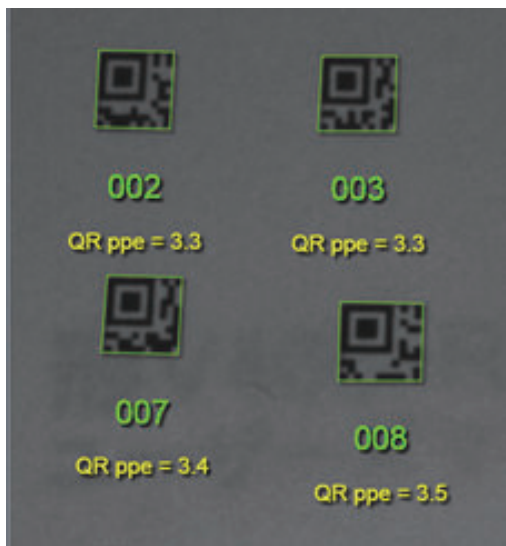 002
003
QR ppe = 3.3
QR ppe = 3.3
007
008
QR ppe = 3.4
QR ppe = 3.5